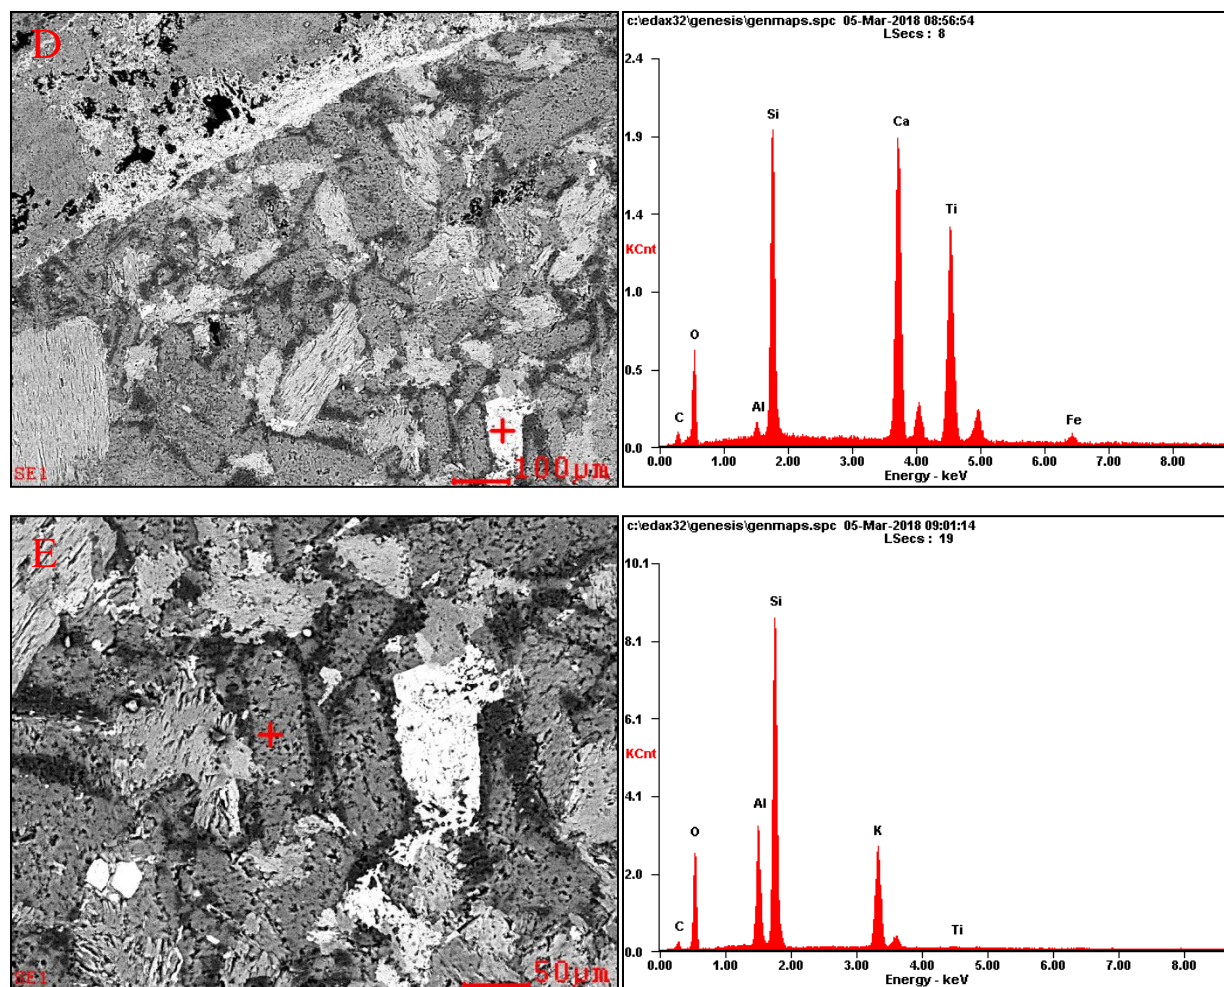 D
SE1
100µm
c:\edax32\genesis\genmaps.spc 05-Mar-2018 08:56:54
LSecs : 8
2.4
1.9
1.4
KCnt
1.0
0.5
0.0
C
O
Al
Si
Ca
Ti
Fe
0.00 1.00 2.00 3.00 4.00 5.00 6.00 7.00 8.00
Energy - keV
E
SE1
50µm
c:\edax32\genesis\genmaps.spc 05-Mar-2018 09:01:14
LSecs : 19
10.1
8.1
6.1
KCnt
4.1
2.0
0.0
C
O
Al
Si
K
Ti
0.00 1.00 2.00 3.00 4.00 5.00 6.00 7.00 8.00
Energy - keV